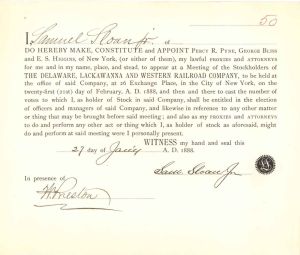 50
I, Samuel Sloan Jr.
DO HEREBY MAKE, CONSTITUTE and APPOINT PERCY R. PYNE, GEORGE BLISS
and E. S. HIGGINS, of New York, (or either of them), my lawful PROXIES and ATTORNEYS
for me and in my name, place, and stead, to appear at a Meeting of the Stockholders of
THE DELAWARE, LACKAWANNA AND WESTERN RAILROAD COMPANY, to be held at the
office of said Company, at 26 Exchange Place, in the City of New York, on the
twenty-first (21st) day of February, A. D. 1888, and then and there to cast the number
of votes to which I, as holder of Stock in said Company, shall be entitled in the election
of officers and managers of said Company, and likewise in reference to any other matter
or thing that may be brought before said meeting; and also as my PROXIES and ATTORNEYS
to do and perform any other act or thing which I, as holder of stock as aforesaid, might
do and perform at said meeting were I personally present.
WITNESS my hand and seal this
27 day of Jany A. D. 1888.
Saml Sloan Jr
In presence of